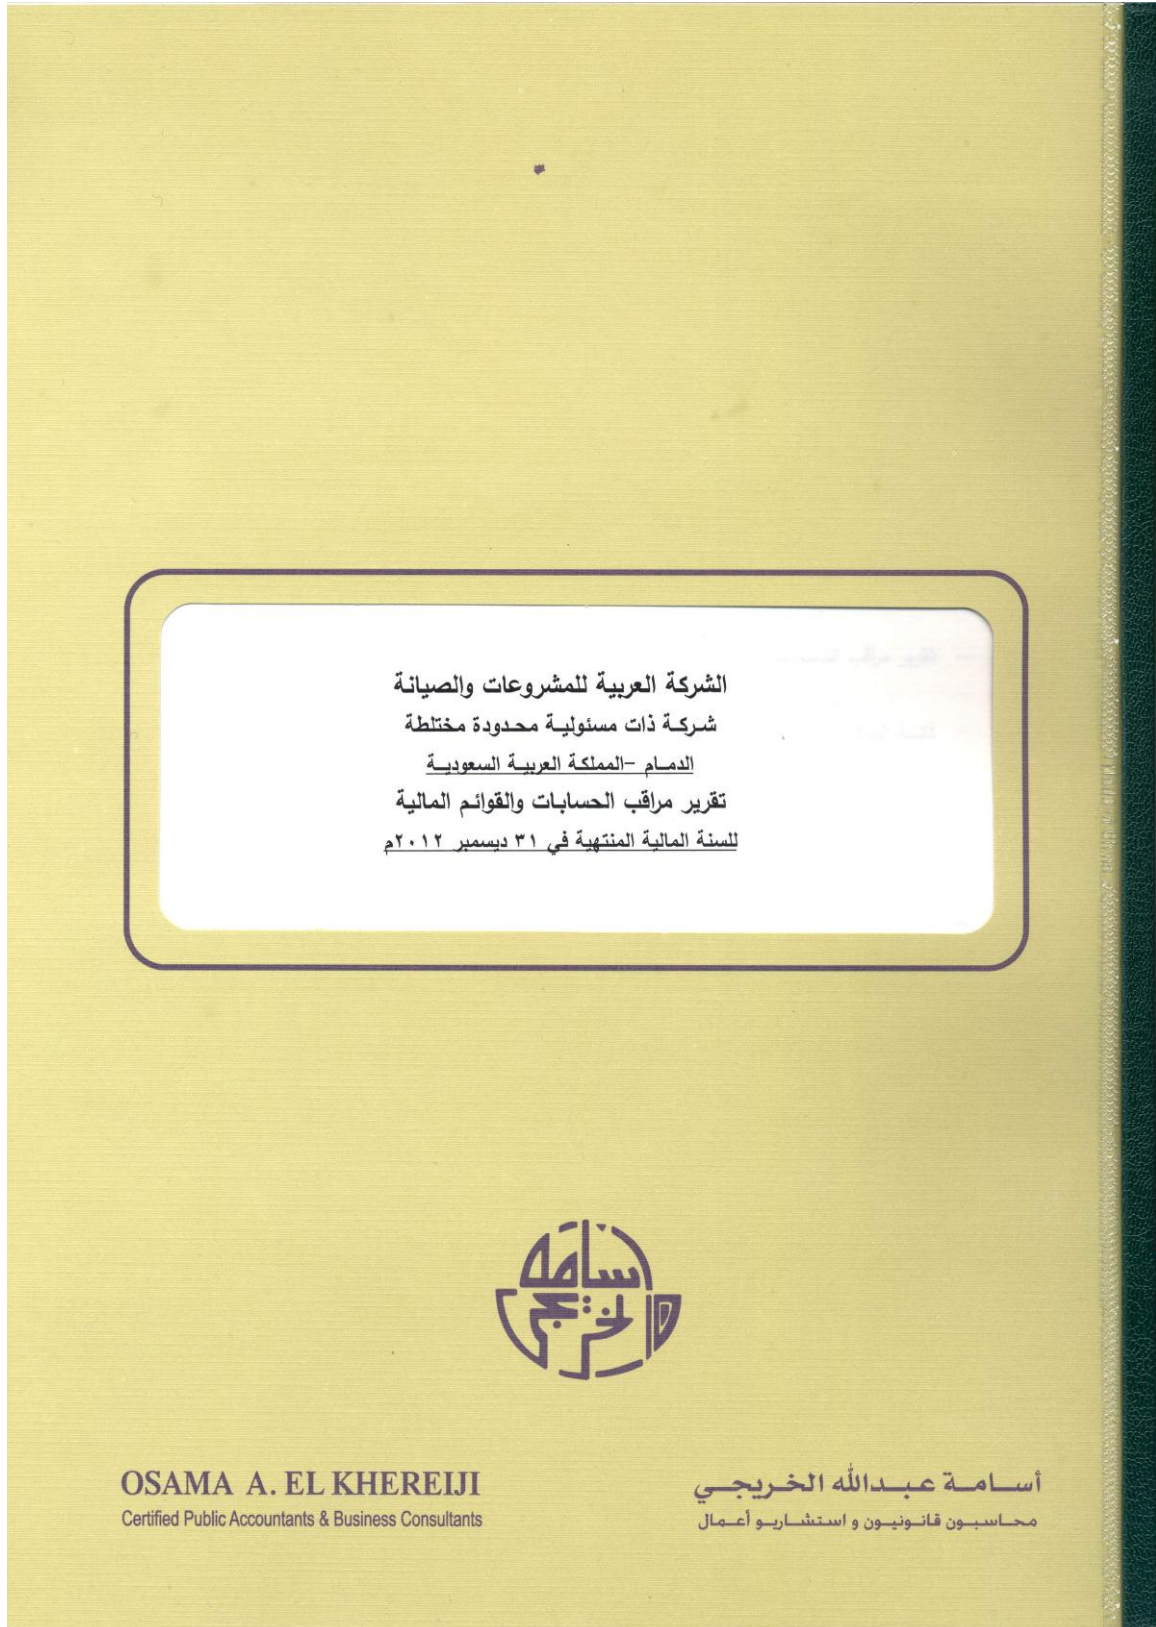 الشركة العربية للمشروعات والصيانة
شركة ذات مسئولية محدودة مختلطة
الدمام -المملكة العربية السعودية
تقرير مراقب الحسابات والقوائم المالية
للسنة المالية المنتهية في ٣١ ديسمبر ٢٠١٢م
أسامه
الخريجي
OSAMA A. EL KHEREIJI
Certified Public Accountants & Business Consultants
أسامة عبدالله الخريجي
محاسبون قانونيون و استشاريو أعمال